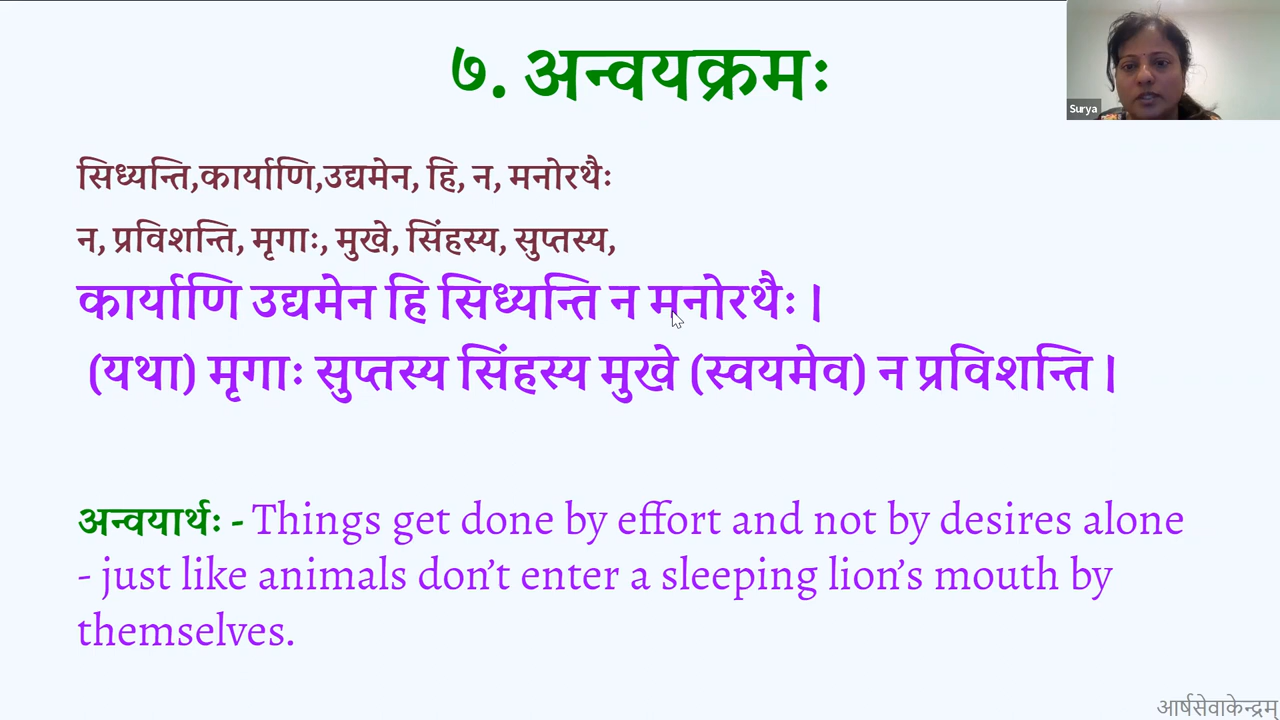 ७. अन्वयक्रमः
Surya
सिध्यन्ति,कार्याणि,उद्यमेन, हि, न, मनोरथैः
न, प्रविशन्ति, मृगाः, मुखे, सिंहस्य, सुप्तस्य,
कार्याणि उद्यमेन हि सिध्यन्ति न मनोरथैः |
(यथा) मृगाः सुप्तस्य सिंहस्य मुखे (स्वयमेव) न प्रविशन्ति |
अन्वयार्थः - Things get done by effort and not by desires alone
- just like animals don’t enter a sleeping lion’s mouth by
themselves.
आर्षसेवाकेन्द्रम्